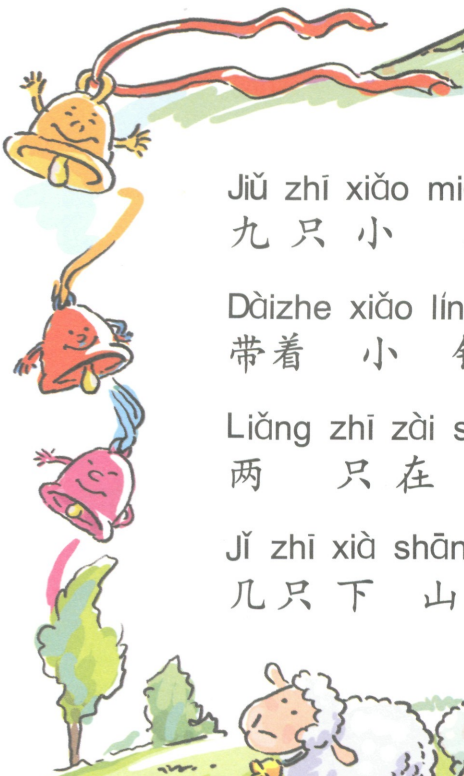 Jiǔ zhī xiǎo mi
九只小
Dàizhe xiǎo lín
带着小
Liǎng zhī zài s
两只在
Jǐ zhī xià shān
几只下山